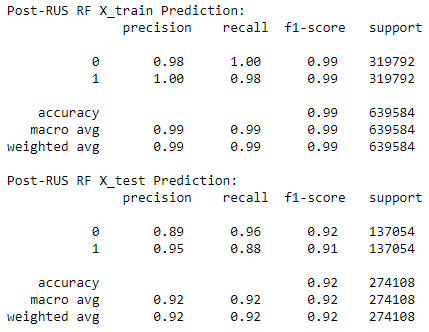 Post-RUS RF X_train Prediction:
precision recall f1-score support
0 0.98 1.00 0.99 319792
1 1.00 0.98 0.99 319792
accuracy 0.99 639584
macro avg 0.99 0.99 0.99 639584
weighted avg 0.99 0.99 0.99 639584
Post-RUS RF X_test Prediction:
precision recall f1-score support
0 0.89 0.96 0.92 137054
1 0.95 0.88 0.91 137054
accuracy 0.92 274108
macro avg 0.92 0.92 0.92 274108
weighted avg 0.92 0.92 0.92 274108